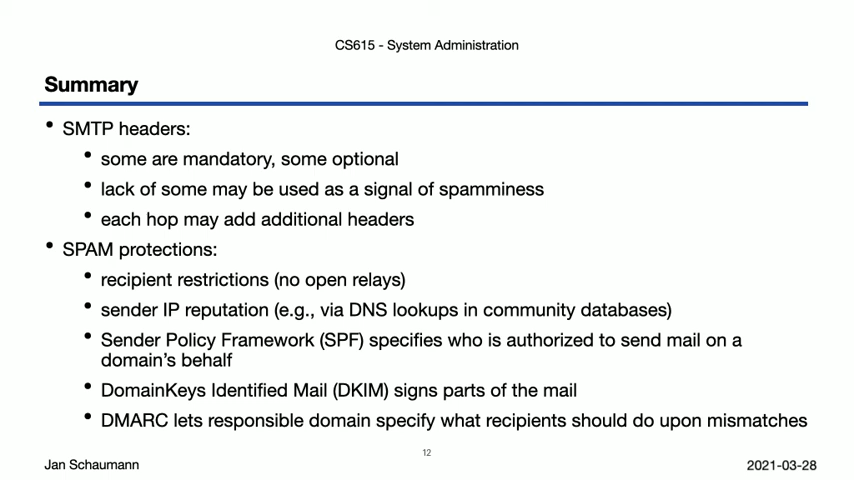 CS615 - System Administration
Summary
• SMTP headers:
• some are mandatory, some optional
• lack of some may be used as a signal of spamminess
• each hop may add additional headers
• SPAM protections:
• recipient restrictions (no open relays)
• sender IP reputation (e.g., via DNS lookups in community databases)
• Sender Policy Framework (SPF) specifies who is authorized to send mail on a
domain’s behalf
• DomainKeys Identified Mail (DKIM) signs parts of the mail
• DMARC lets responsible domain specify what recipients should do upon mismatches
12
Jan Schaumann
2021-03-28